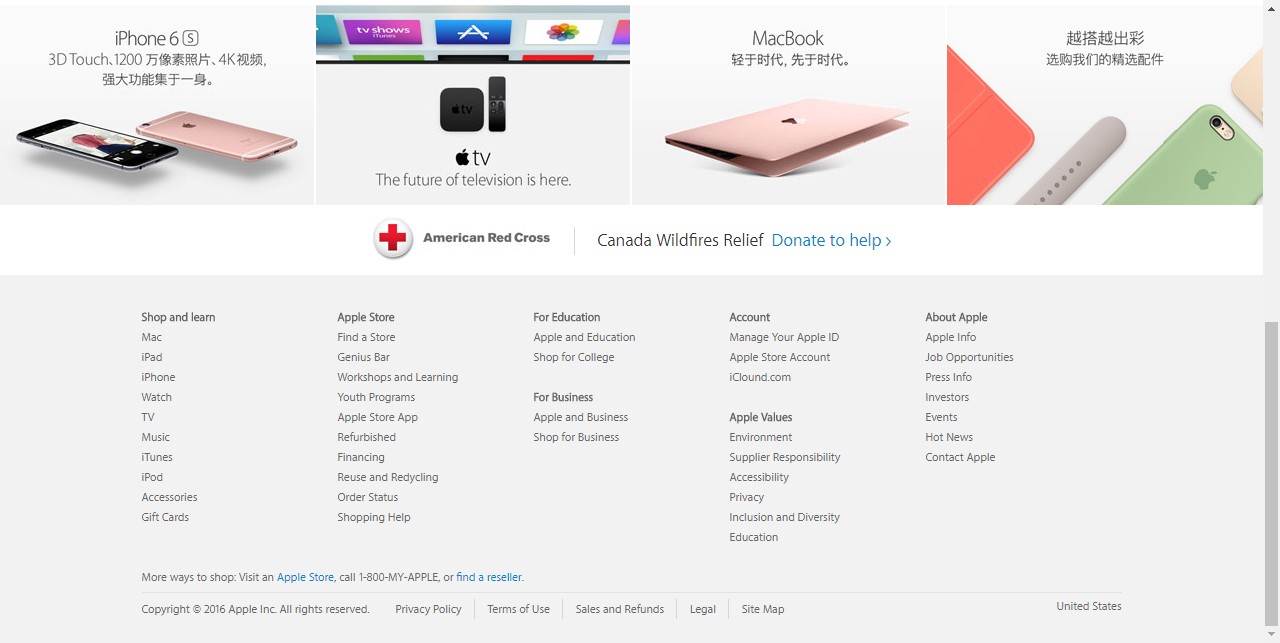 iPhone 6 S
3D Touch、1200 万像素照片、4K 视频,
强大功能集于一身。
tv shows
iTunes
tv
tv
The future of television is here.
MacBook
轻于时代, 先于时代。
越搭越出彩
选购我们的精选配件
American Red Cross
Canada Wildfires Relief Donate to help ›
Shop and learn
Mac
iPad
iPhone
Watch
TV
Music
iTunes
iPod
Accessories
Gift Cards
Apple Store
Find a Store
Genius Bar
Workshops and Learning
Youth Programs
Apple Store App
Refurbished
Financing
Reuse and Recycling
Order Status
Shopping Help
For Education
Apple and Education
Shop for College
For Business
Apple and Business
Shop for Business
Account
Manage Your Apple ID
Apple Store Account
iClound.com
Apple Values
Environment
Supplier Responsibility
Accessibility
Privacy
Inclusion and Diversity
Education
About Apple
Apple Info
Job Opportunities
Press Info
Investors
Events
Hot News
Contact Apple
More ways to shop: Visit an Apple Store, call 1-800-MY-APPLE, or find a reseller.
Copyright © 2016 Apple Inc. All rights reserved. Privacy Policy Terms of Use Sales and Refunds Legal Site Map United States